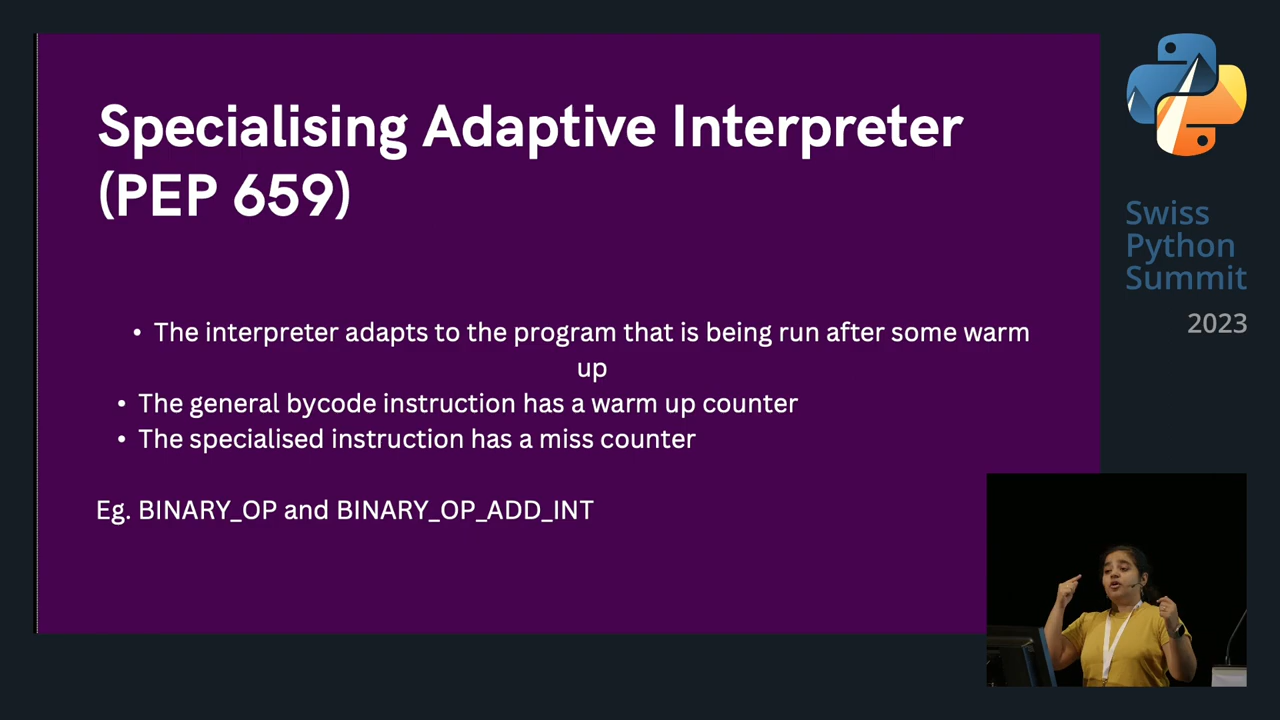 Specialising Adaptive Interpreter
(PEP 659)
• The interpreter adapts to the program that is being run after some warm
up
• The general bycode instruction has a warm up counter
• The specialised instruction has a miss counter
Eg. BINARY_OP and BINARY_OP_ADD_INT
Swiss
Python
Summit
2023